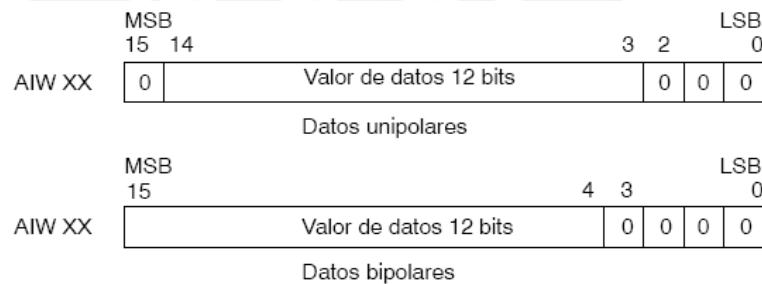 MSB LSB
15 14 3 2 0
AIW XX 0 Valor de datos 12 bits 0 0 0
Datos unipolares
MSB LSB
15 4 3 0
AIW XX Valor de datos 12 bits 0 0 0 0
Datos bipolares